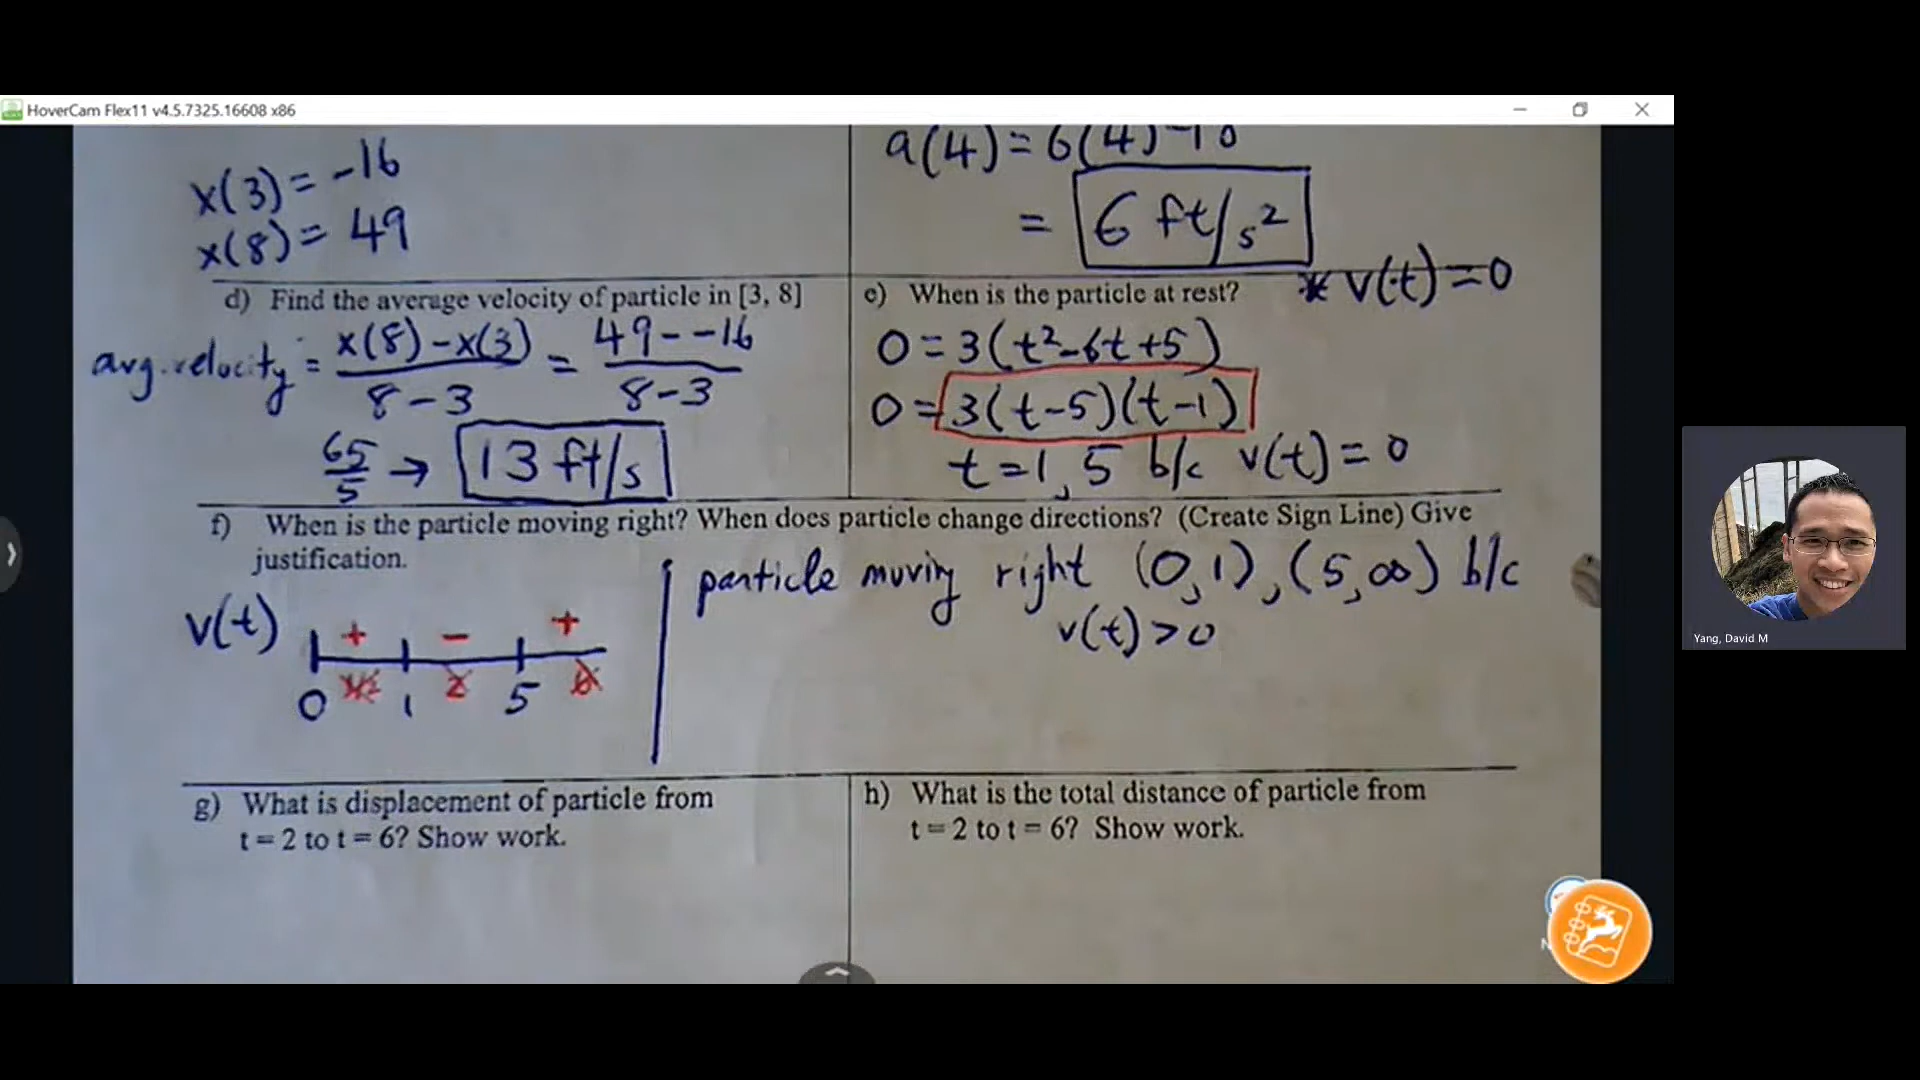 HoverCam Flex11 v4.5.7325.16608 x86
x(3) = -16
x(8) = 49
a(4) = 6(4) - 18
= 6 ft/s²
d) Find the average velocity of particle in [3, 8]
avg. velocity = x(8) - x(3) / 8 - 3 = 49 - -16 / 8 - 3
65/5 → 13 ft/s
e) When is the particle at rest? * v(t) = 0
0 = 3(t² - 6t + 5)
0 = 3(t - 5)(t - 1)
t = 1, 5 b/c v(t) = 0
f) When is the particle moving right? When does particle change directions? (Create Sign Line) Give
justification.
v(t)
+ - +
0 1/2 1 2 5 6
particle moving right (0, 1), (5, ∞) b/c
v(t) > 0
g) What is displacement of particle from
t = 2 to t = 6? Show work.
h) What is the total distance of particle from
t = 2 to t = 6? Show work.
Yang, David M